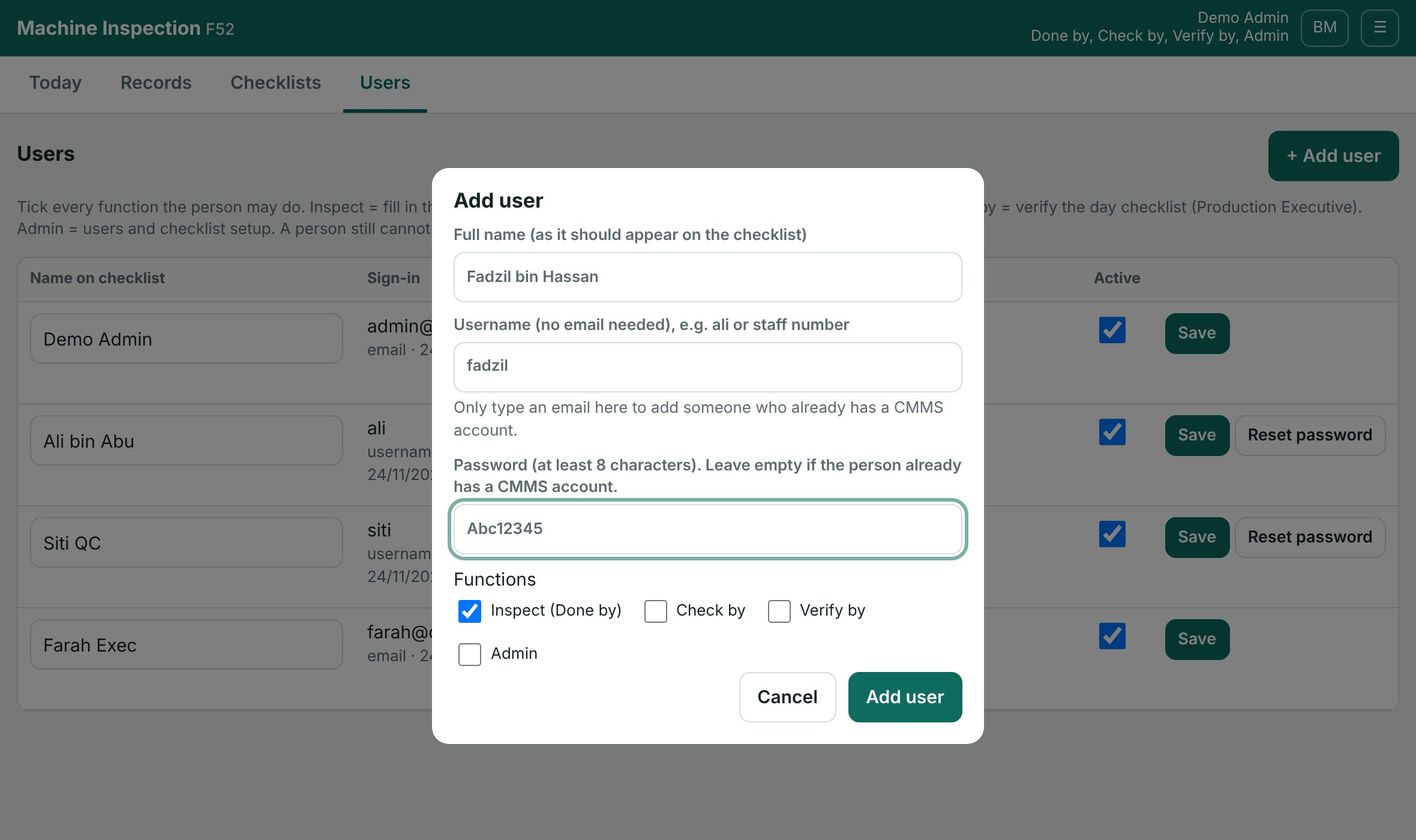 Machine Inspection F52
Demo Admin
Done by, Check by, Verify by, Admin
BM
☰
Today
Records
Checklists
Users
Users
+ Add user
Tick every function the person may do. Inspect = fill in
by = verify the day checklist (Production Executive).
Admin = users and checklist setup. A person still cannot
Name on checklist
Sign-in
Active
Demo Admin
admin@
email · 24
Save
Ali bin Abu
ali
24/11/20
Save
Reset password
Siti QC
siti
24/11/20
Save
Reset password
Farah Exec
farah@
email · 24
Save
Add user
Full name (as it should appear on the checklist)
Fadzil bin Hassan
Username (no email needed), e.g. ali or staff number
fadzil
Only type an email here to add someone who already has a CMMS
account.
Password (at least 8 characters). Leave empty if the person already
has a CMMS account.
Abc12345
Functions
Inspect (Done by)
Check by
Verify by
Admin
Cancel
Add user